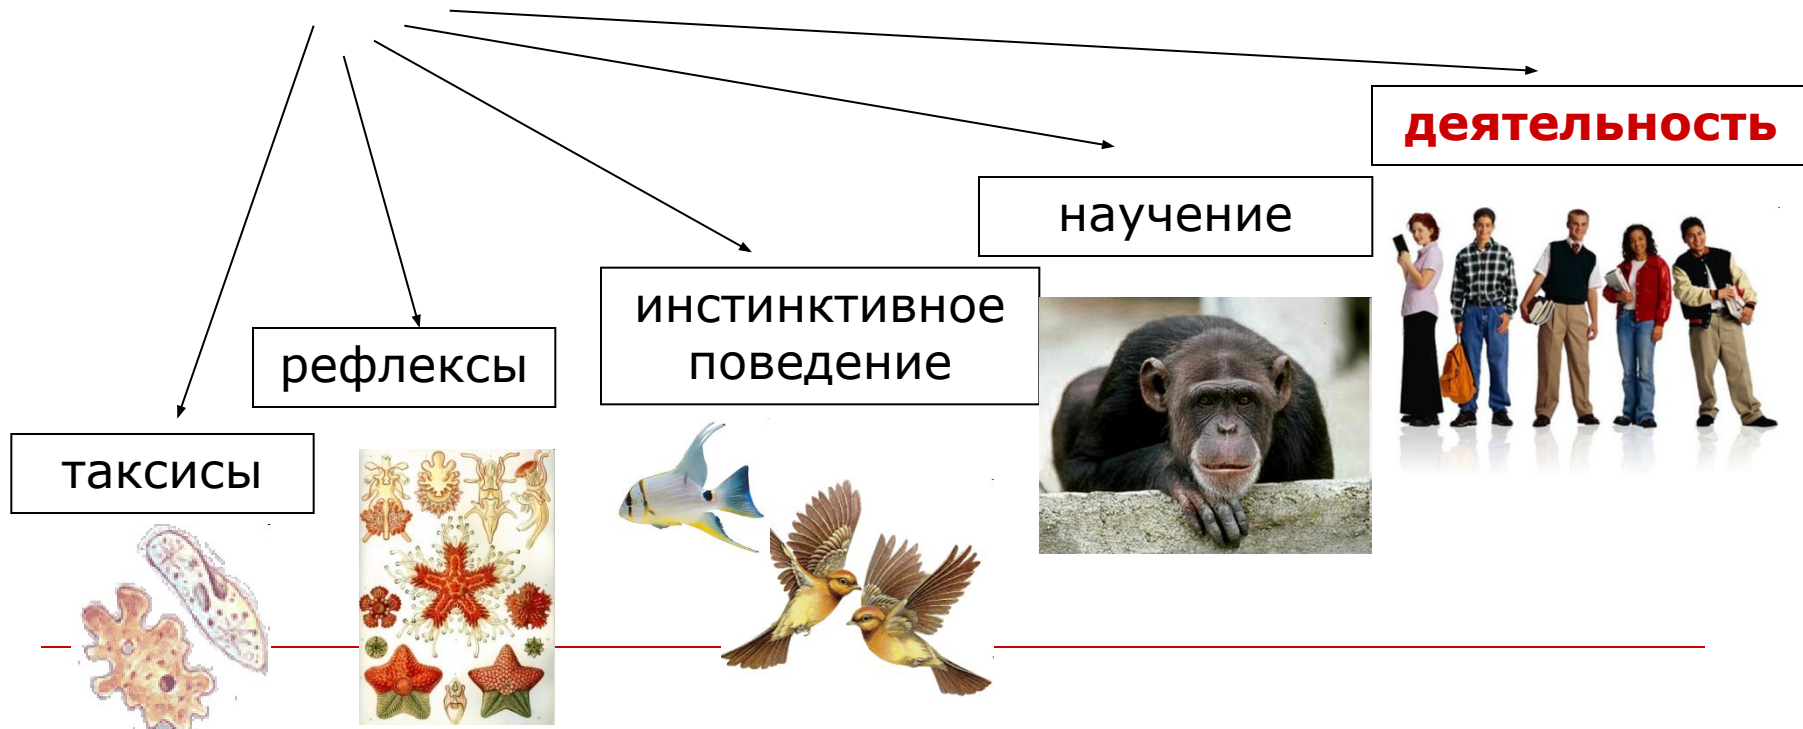 деятельность
научение
инстинктивное
поведение
рефлексы
таксисы